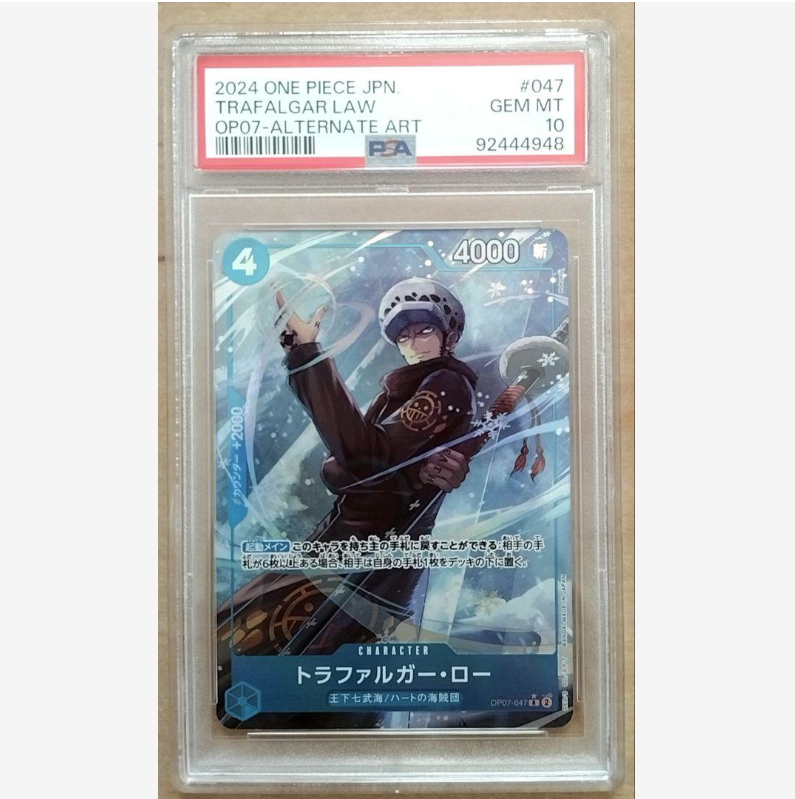 2024 ONE PIECE JPN. #047
TRAFALGAR LAW GEM MT
OP07-ALTERNATE ART 10
PSA 92444948
4 4000 斬
カウンター +2000
起動メイン このキャラを持ち主の手札に戻すことができる:相手の手
札が6枚以上ある場合、相手は自身の手札1枚をデッキの下に置く。
CHARACTER
トラファルガー・ロー
王下七武海/ハートの海賊団
OP07-047 R 2